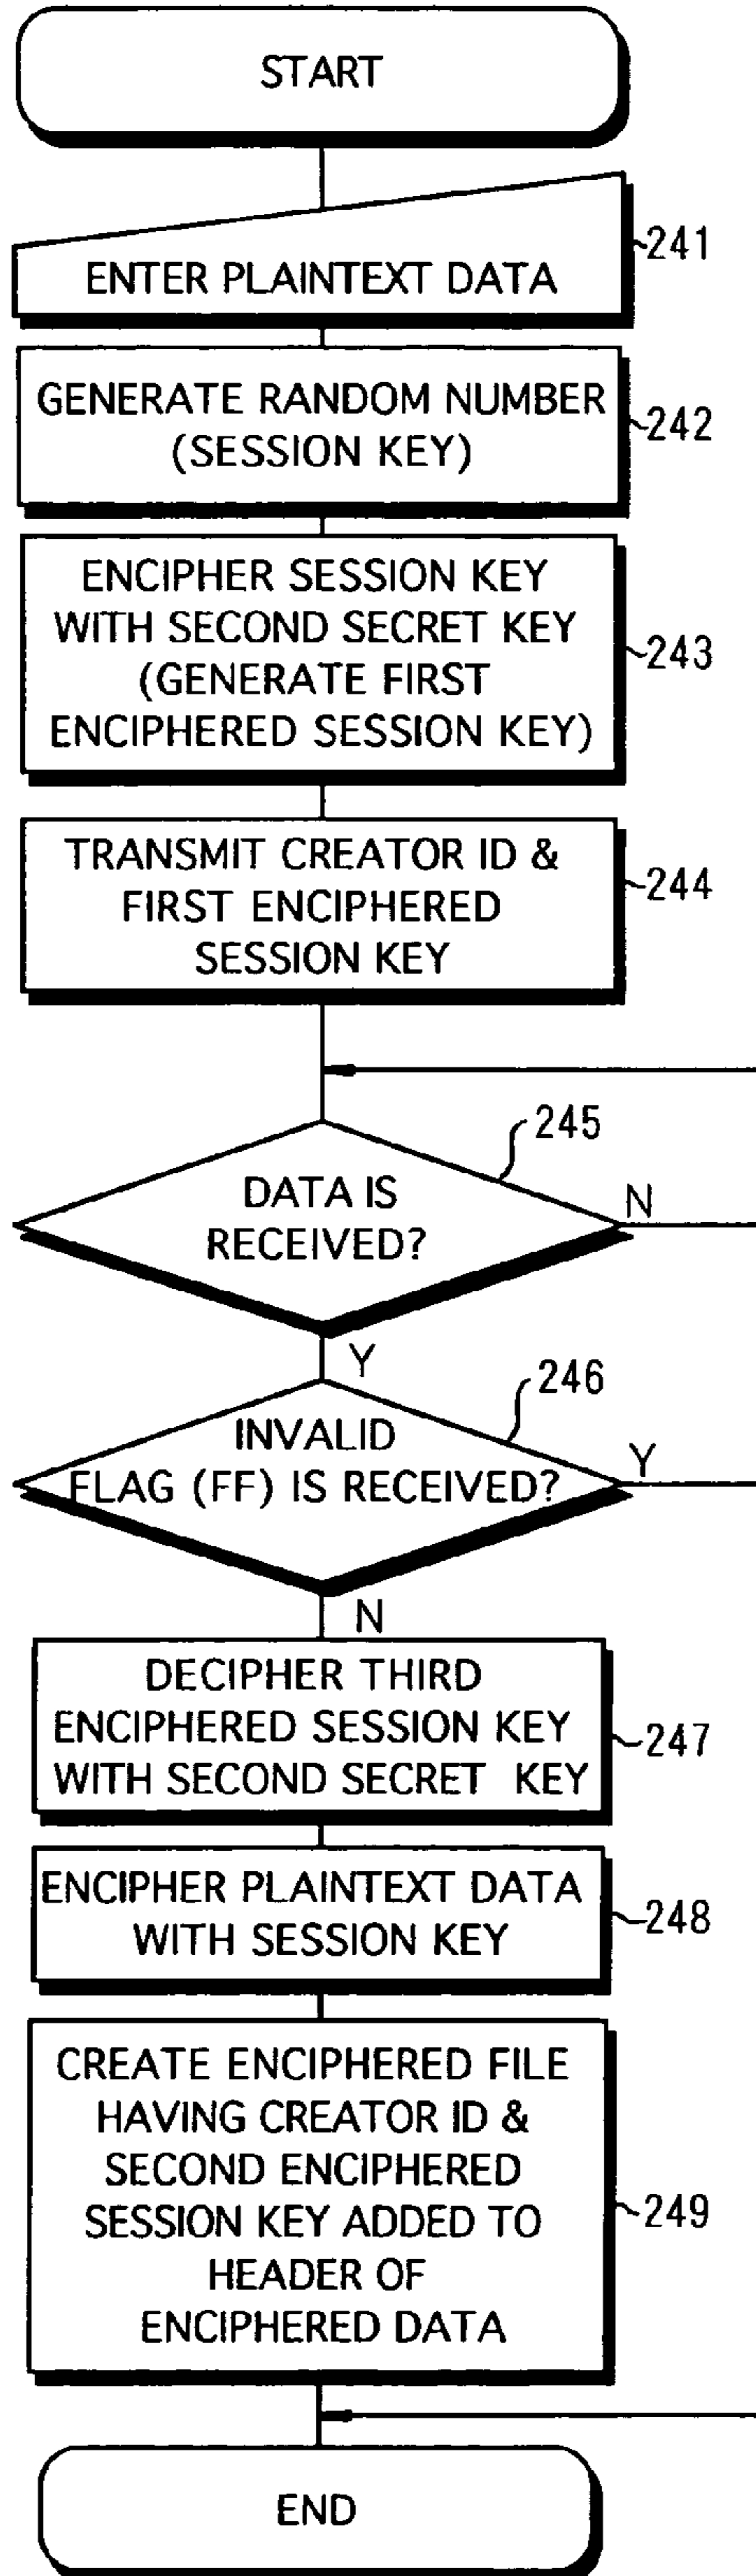 START
ENTER PLAINTEXT DATA
241
GENERATE RANDOM NUMBER
(SESSION KEY)
242
ENCIPHER SESSION KEY
WITH SECOND SECRET KEY
(GENERATE FIRST
ENCIPHERED SESSION KEY)
243
TRANSMIT CREATOR ID &
FIRST ENCIPHERED
SESSION KEY
244
245
DATA IS
RECEIVED?
N
Y
246
INVALID
FLAG (FF) IS RECEIVED?
Y
N
DECIPHER THIRD
ENCIPHERED SESSION KEY
WITH SECOND SECRET KEY
247
ENCIPHER PLAINTEXT DATA
WITH SESSION KEY
248
CREATE ENCIPHERED FILE
HAVING CREATOR ID &
SECOND ENCIPHERED
SESSION KEY ADDED TO
HEADER OF
ENCIPHERED DATA
249
END